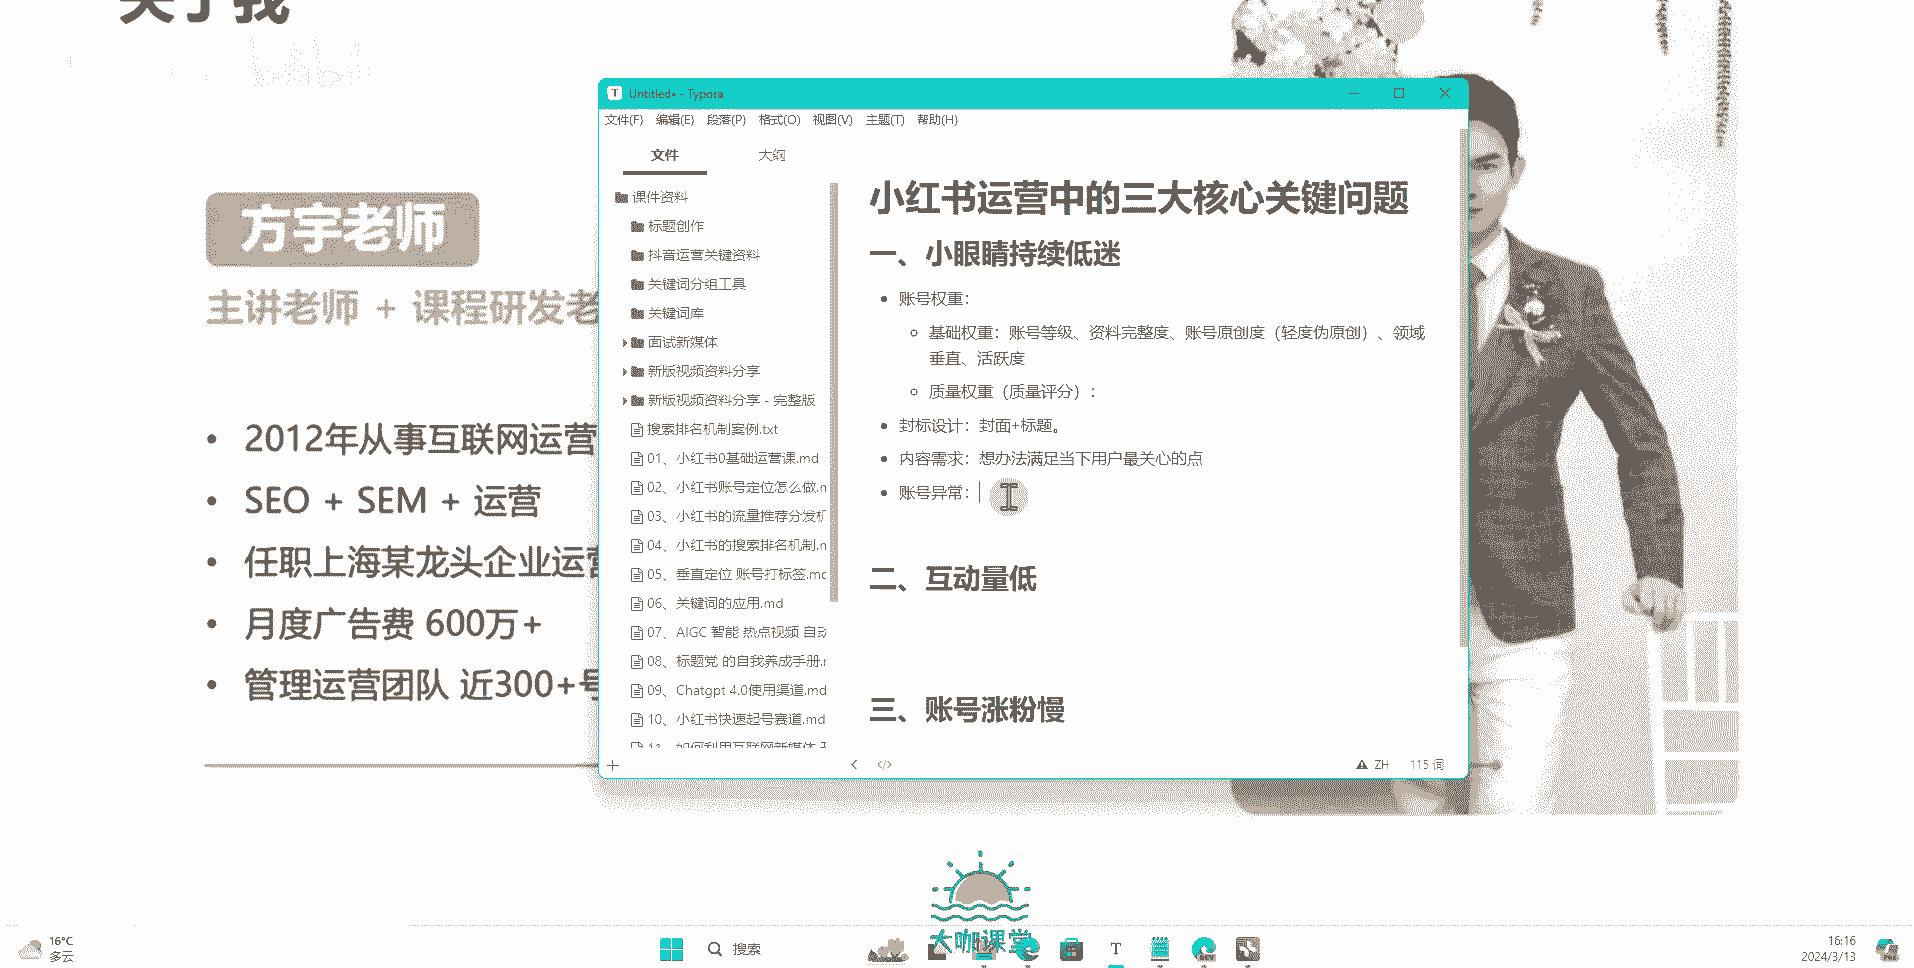 关于我
方宇老师
主讲老师 + 课程研发老
2012年从事互联网运营
SEO + SEM + 运营
任职上海某龙头企业运营
月度广告费 600万+
管理运营团队 近300+号
Untitled• - Typora
文件(F) 编辑(E) 段落(P) 格式(O) 视图(V) 主题(T) 帮助(H)
文件 大纲
课件资料
标题创作
抖音运营关键资料
关键词分组工具
关键词库
面试新媒体
新版视频资料分享
新版视频资料分享 - 完整版
搜索排名机制案例.txt
01、小红书0基础运营课.md
02、小红书账号定位怎么做.m
03、小红书的流量推荐分发机
04、小红书的搜索排名机制.m
05、垂直定位 账号打标签.md
06、关键词的应用.md
07、AIGC 智能 热点视频 自动
08、标题党 的自我养成手册.m
09、Chatgpt 4.0使用渠道.md
10、小红书快速起号赛道.md
11、如何利用互联网新媒体
小红书运营中的三大核心关键问题
一、小眼睛持续低迷
账号权重：
基础权重：账号等级、资料完整度、账号原创度（轻度伪原创）、领域
垂直、活跃度
质量权重（质量评分）：
封标设计：封面+标题。
内容需求：想办法满足当下用户最关心的点
账号异常：
二、互动量低
三、账号涨粉慢
ZH 115 词
大咖课堂
16°C
多云
搜索
T
DEV
16:16
2024/3/13
PRE